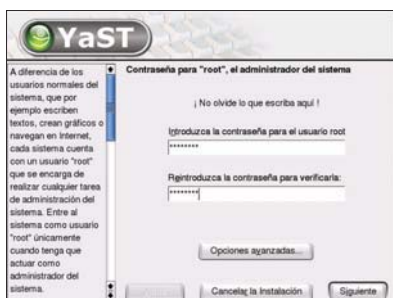 YaST
A diferencia de los
usuarios normales del
sistema, que por
ejemplo escriben
textos, crean gráficos o
navegan en Internet,
cada sistema cuenta
con un usuario "root"
que se encarga de
realizar cualquier tarea
de administración del
sistema. Entre al
sistema como usuario
"root" únicamente
cuando tenga que
actuar como
administrador del
sistema.
Contraseña para "root", el administrador del sistema
¡ No olvide lo que escriba aquí !
Introduzca la contraseña para el usuario root
********
Reintroduzca la contraseña para verificarla:
********
Opciones avanzadas...
Cancelar la Instalación
Siguiente